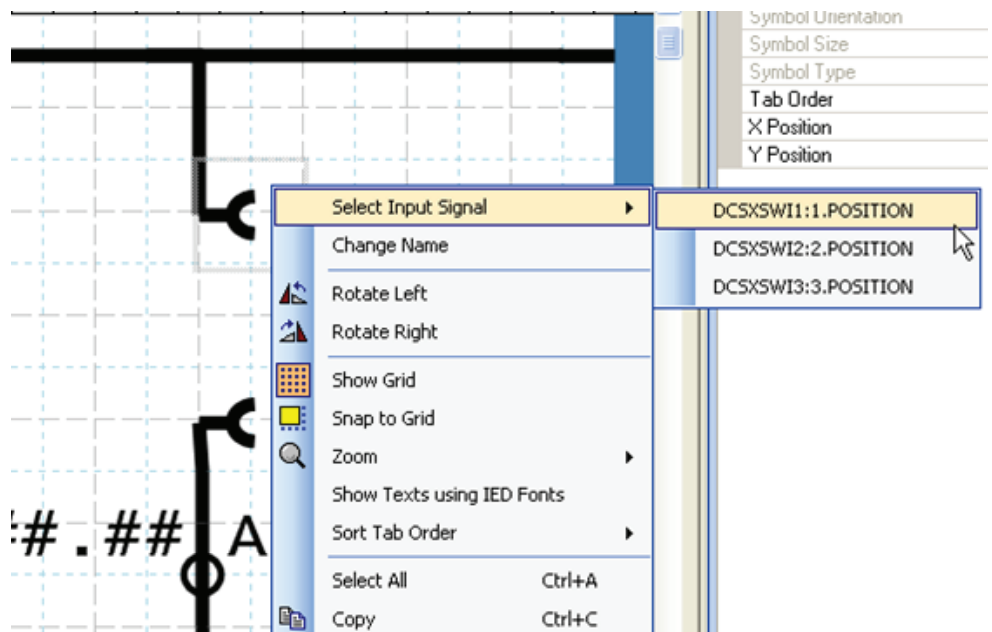 Symbol Orientation
Symbol Size
Symbol Type
Tab Order
X Position
Y Position
Select Input Signal
DCSXSWI1:1.POSITION
DCSXSWI2:2.POSITION
DCSXSWI3:3.POSITION
Change Name
Rotate Left
Rotate Right
Show Grid
Snap to Grid
Zoom
Show Texts using IED Fonts
Sort Tab Order
Select All Ctrl+A
Copy Ctrl+C
##.## A